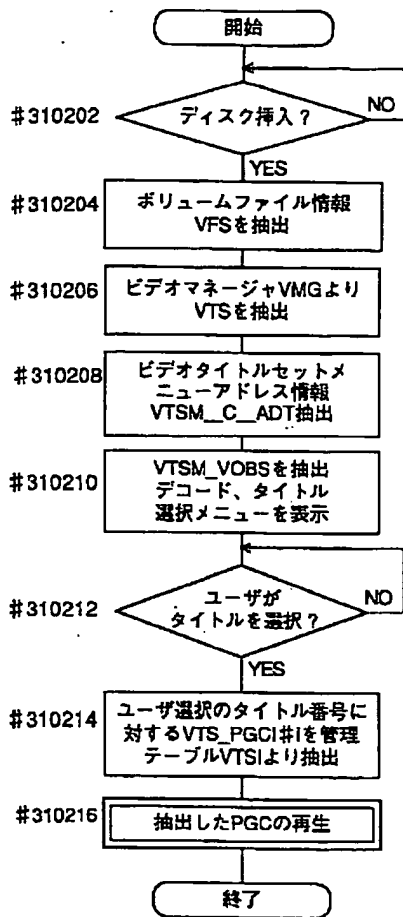 開始
#310202
ディスク挿入？
NO
YES
#310204
ボリュームファイル情報
VFSを抽出
#310206
ビデオマネージャVMGより
VTSを抽出
#310208
ビデオタイトルセットメ
ニューアドレス情報
VTSM__C__ADT抽出
#310210
VTSM_VOBSを抽出
デコード、タイトル
選択メニューを表示
#310212
ユーザが
タイトルを選択？
NO
YES
#310214
ユーザ選択のタイトル番号に
対するVTS_PGCI#iを管理
テーブルVTSIより抽出
#310216
抽出したPGCの再生
終了